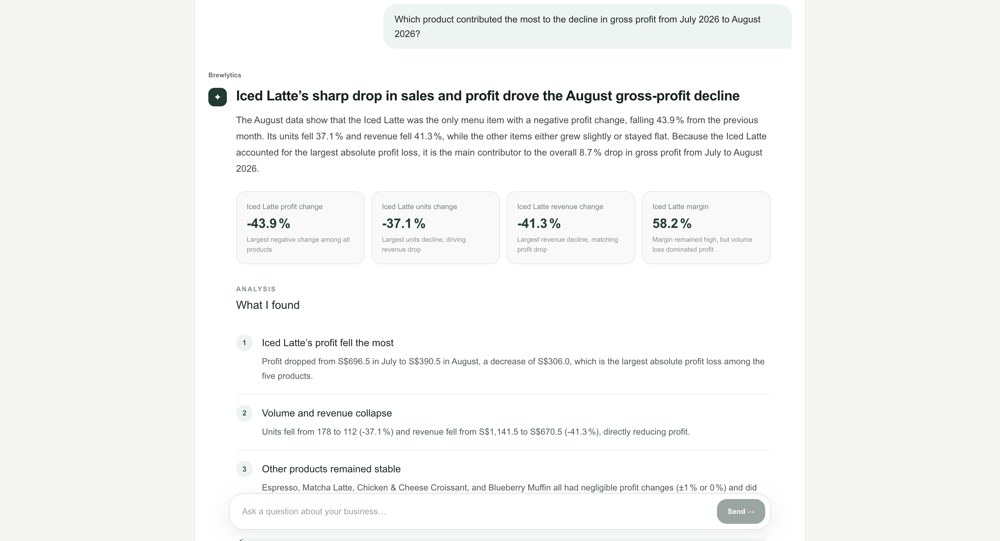 Which product contributed the most to the decline in gross profit from July 2026 to August
2026?
Brewlytics
Iced Latte’s sharp drop in sales and profit drove the August gross-profit decline
The August data show that the Iced Latte was the only menu item with a negative profit change, falling 43.9 % from the previous
month. Its units fell 37.1 % and revenue fell 41.3 %, while the other items either grew slightly or stayed flat. Because the Iced Latte
accounted for the largest absolute profit loss, it is the main contributor to the overall 8.7 % drop in gross profit from July to August
2026.
Iced Latte profit change
-43.9 %
Largest negative change among all
products
Iced Latte units change
-37.1 %
Largest units decline, driving
revenue drop
Iced Latte revenue change
-41.3 %
Largest revenue decline, matching
profit drop
Iced Latte margin
58.2 %
Margin remained high, but volume
loss dominated profit
ANALYSIS
What I found
1
Iced Latte’s profit fell the most
Profit dropped from S$696.5 in July to S$390.5 in August, a decrease of S$306.0, which is the largest absolute profit loss among the
five products.
2
Volume and revenue collapse
Units fell from 178 to 112 (-37.1 %) and revenue fell from S$1,141.5 to S$670.5 (-41.3 %), directly reducing profit.
3
Other products remained stable
Espresso, Matcha Latte, Chicken & Cheese Croissant, and Blueberry Muffin all had negligible profit changes (±1 % or 0 %) and did
Ask a question about your business…
Send →